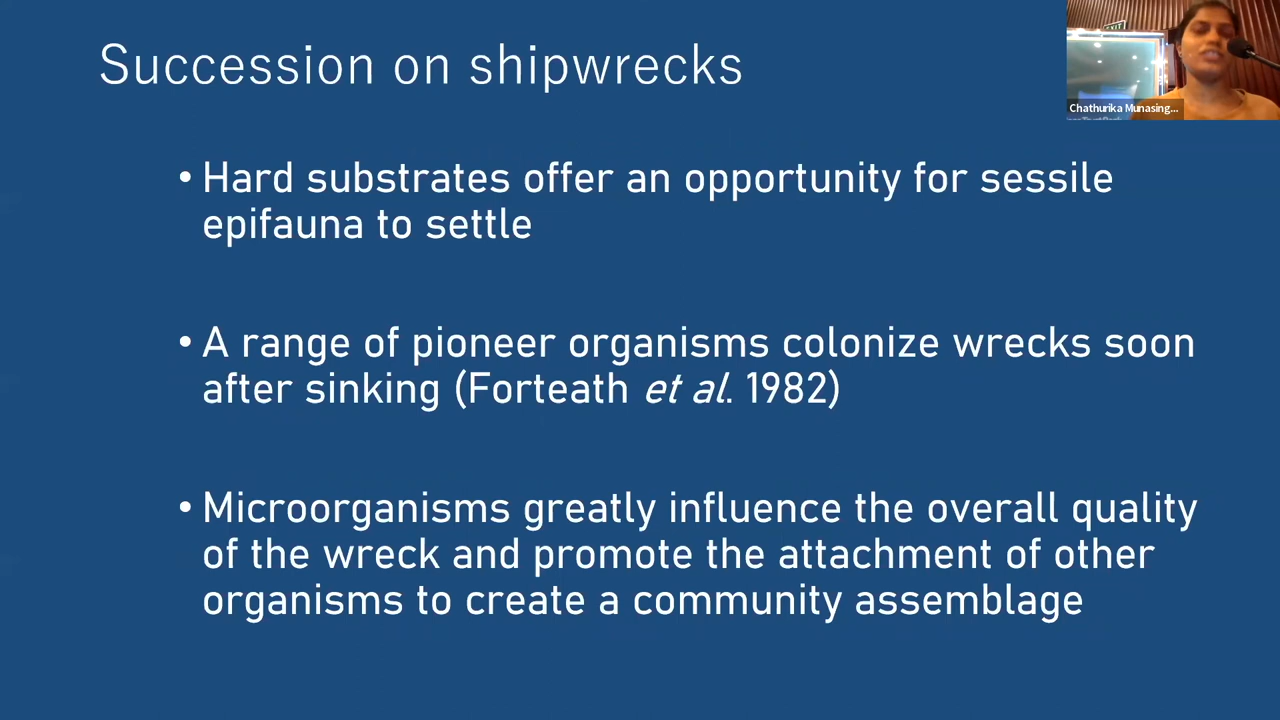 Succession on shipwrecks
EXIT
Chathurika Munasing...
• Hard substrates offer an opportunity for sessile
epifauna to settle
• A range of pioneer organisms colonize wrecks soon
after sinking (Forteath et al. 1982)
• Microorganisms greatly influence the overall quality
of the wreck and promote the attachment of other
organisms to create a community assemblage